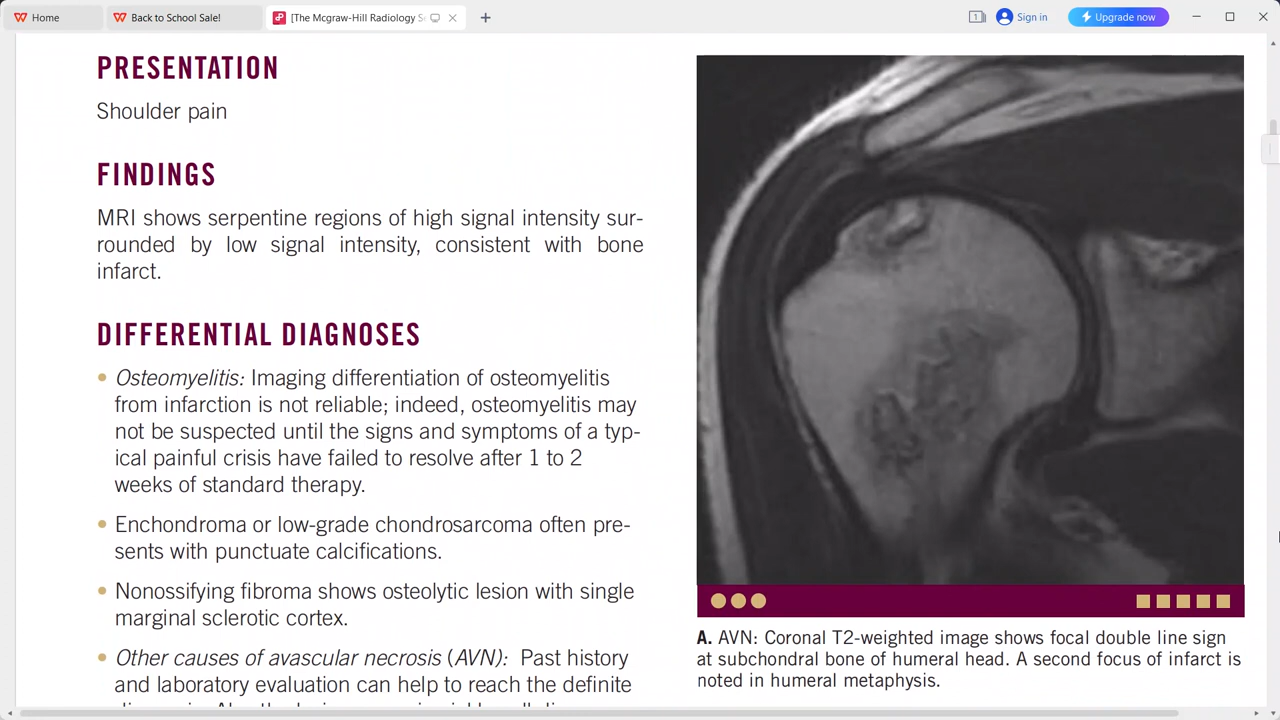 Home
Back to School Sale!
[The Mcgraw-Hill Radiology S
1
Sign in
Upgrade now
PRESENTATION
Shoulder pain
FINDINGS
MRI shows serpentine regions of high signal intensity sur-
rounded by low signal intensity, consistent with bone
infarct.
DIFFERENTIAL DIAGNOSES
Osteomyelitis: Imaging differentiation of osteomyelitis
from infarction is not reliable; indeed, osteomyelitis may
not be suspected until the signs and symptoms of a typ-
ical painful crisis have failed to resolve after 1 to 2
weeks of standard therapy.
Enchondroma or low-grade chondrosarcoma often pre-
sents with punctuate calcifications.
Nonossifying fibroma shows osteolytic lesion with single
marginal sclerotic cortex.
Other causes of avascular necrosis (AVN): Past history
and laboratory evaluation can help to reach the definite
A. AVN: Coronal T2-weighted image shows focal double line sign
at subchondral bone of humeral head. A second focus of infarct is
noted in humeral metaphysis.